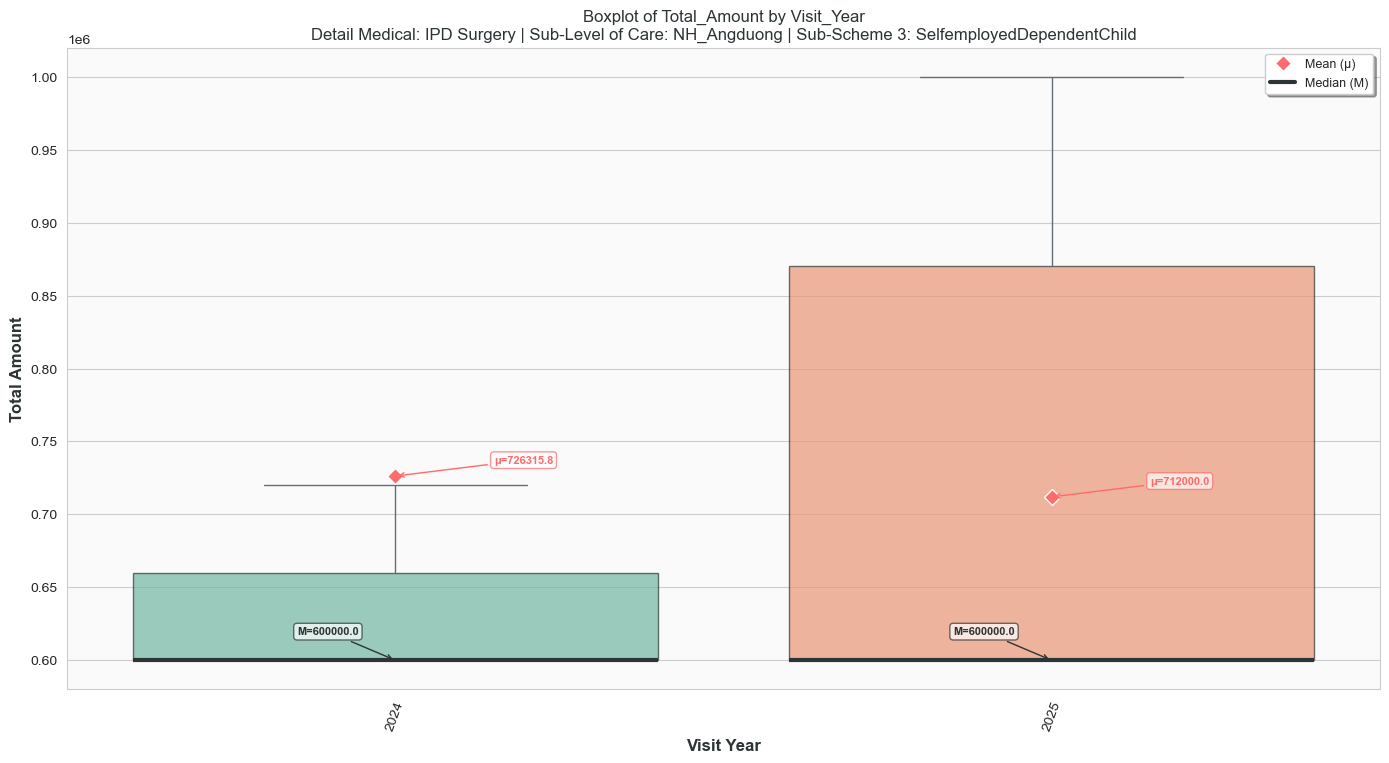 Boxplot of Total_Amount by Visit_Year
Detail Medical: IPD Surgery | Sub-Level of Care: NH_Angduong | Sub-Scheme 3: SelfemployedDependentChild
1e6
Mean (μ)
Median (M)
1.00
0.95
0.90
0.85
0.80
0.75
0.70
0.65
0.60
Total Amount
μ=726315.8
μ=712000.0
M=600000.0
M=600000.0
2024
2025
Visit Year